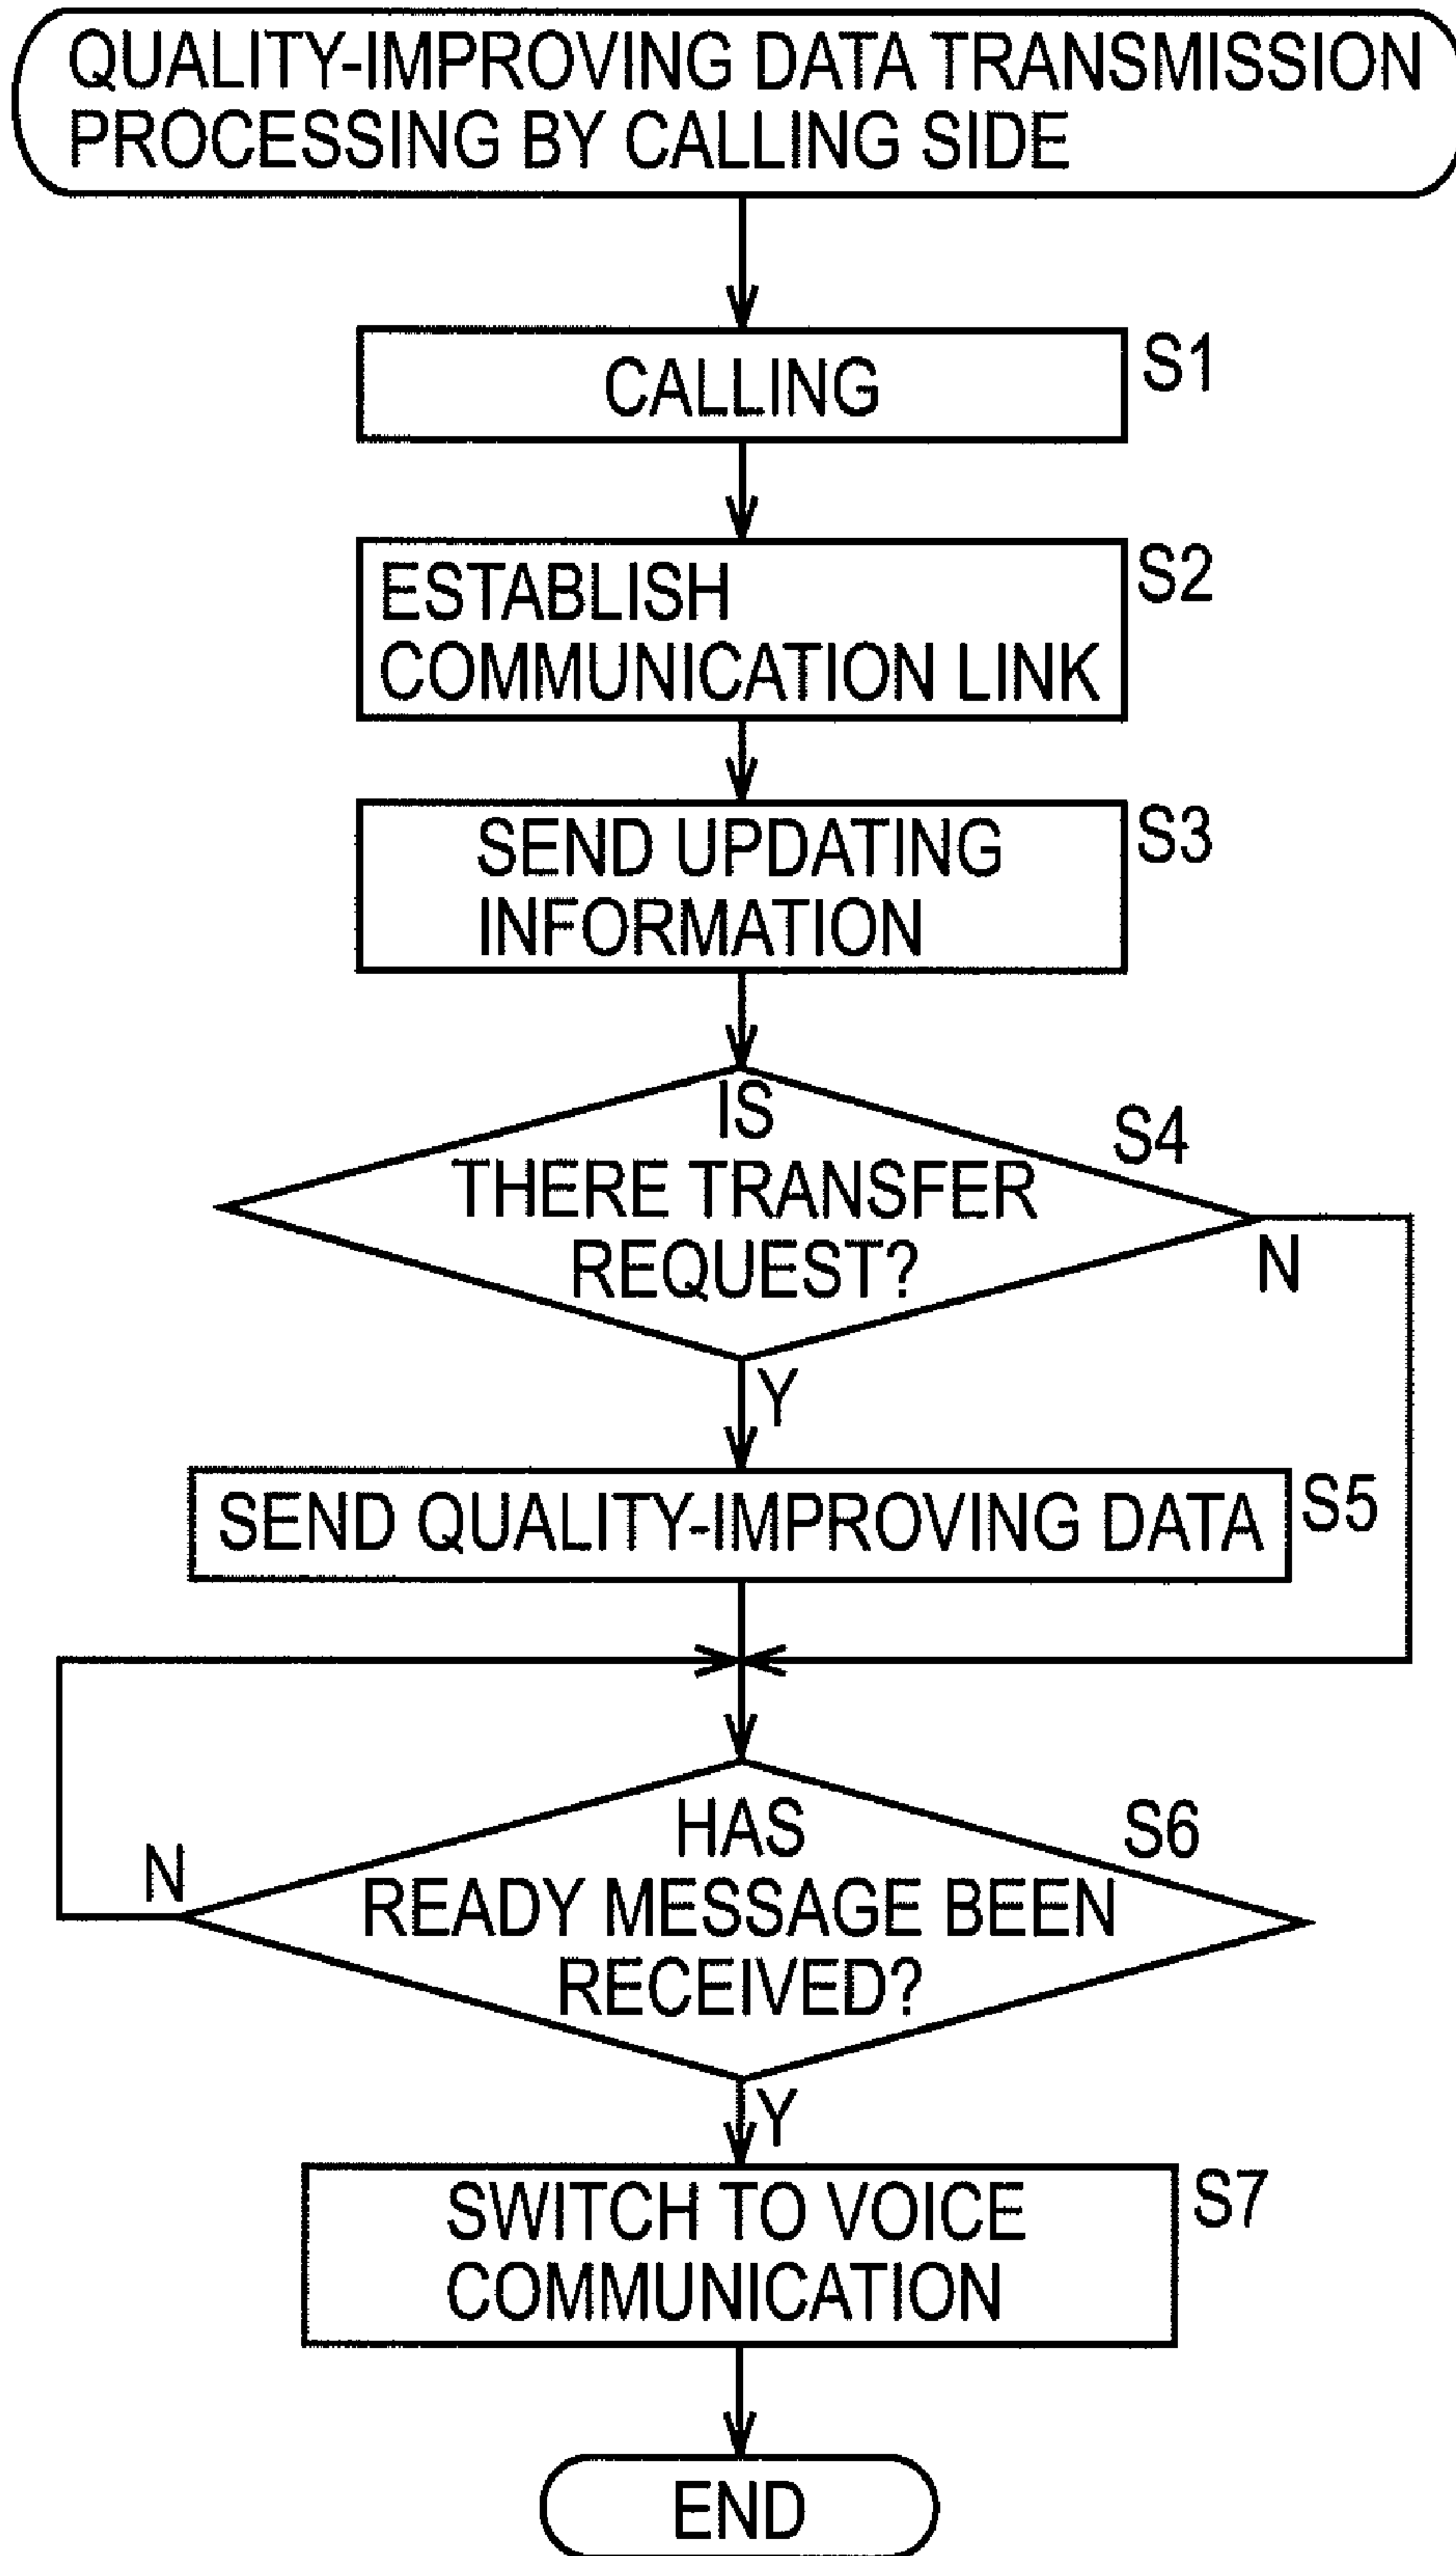 QUALITY-IMPROVING DATA TRANSMISSION
PROCESSING BY CALLING SIDE
CALLING
S1
ESTABLISH
COMMUNICATION LINK
S2
SEND UPDATING
INFORMATION
S3
IS
THERE TRANSFER
REQUEST?
S4
N
Y
SEND QUALITY-IMPROVING DATA
S5
HAS
READY MESSAGE BEEN
RECEIVED?
S6
N
Y
SWITCH TO VOICE
COMMUNICATION
S7
END